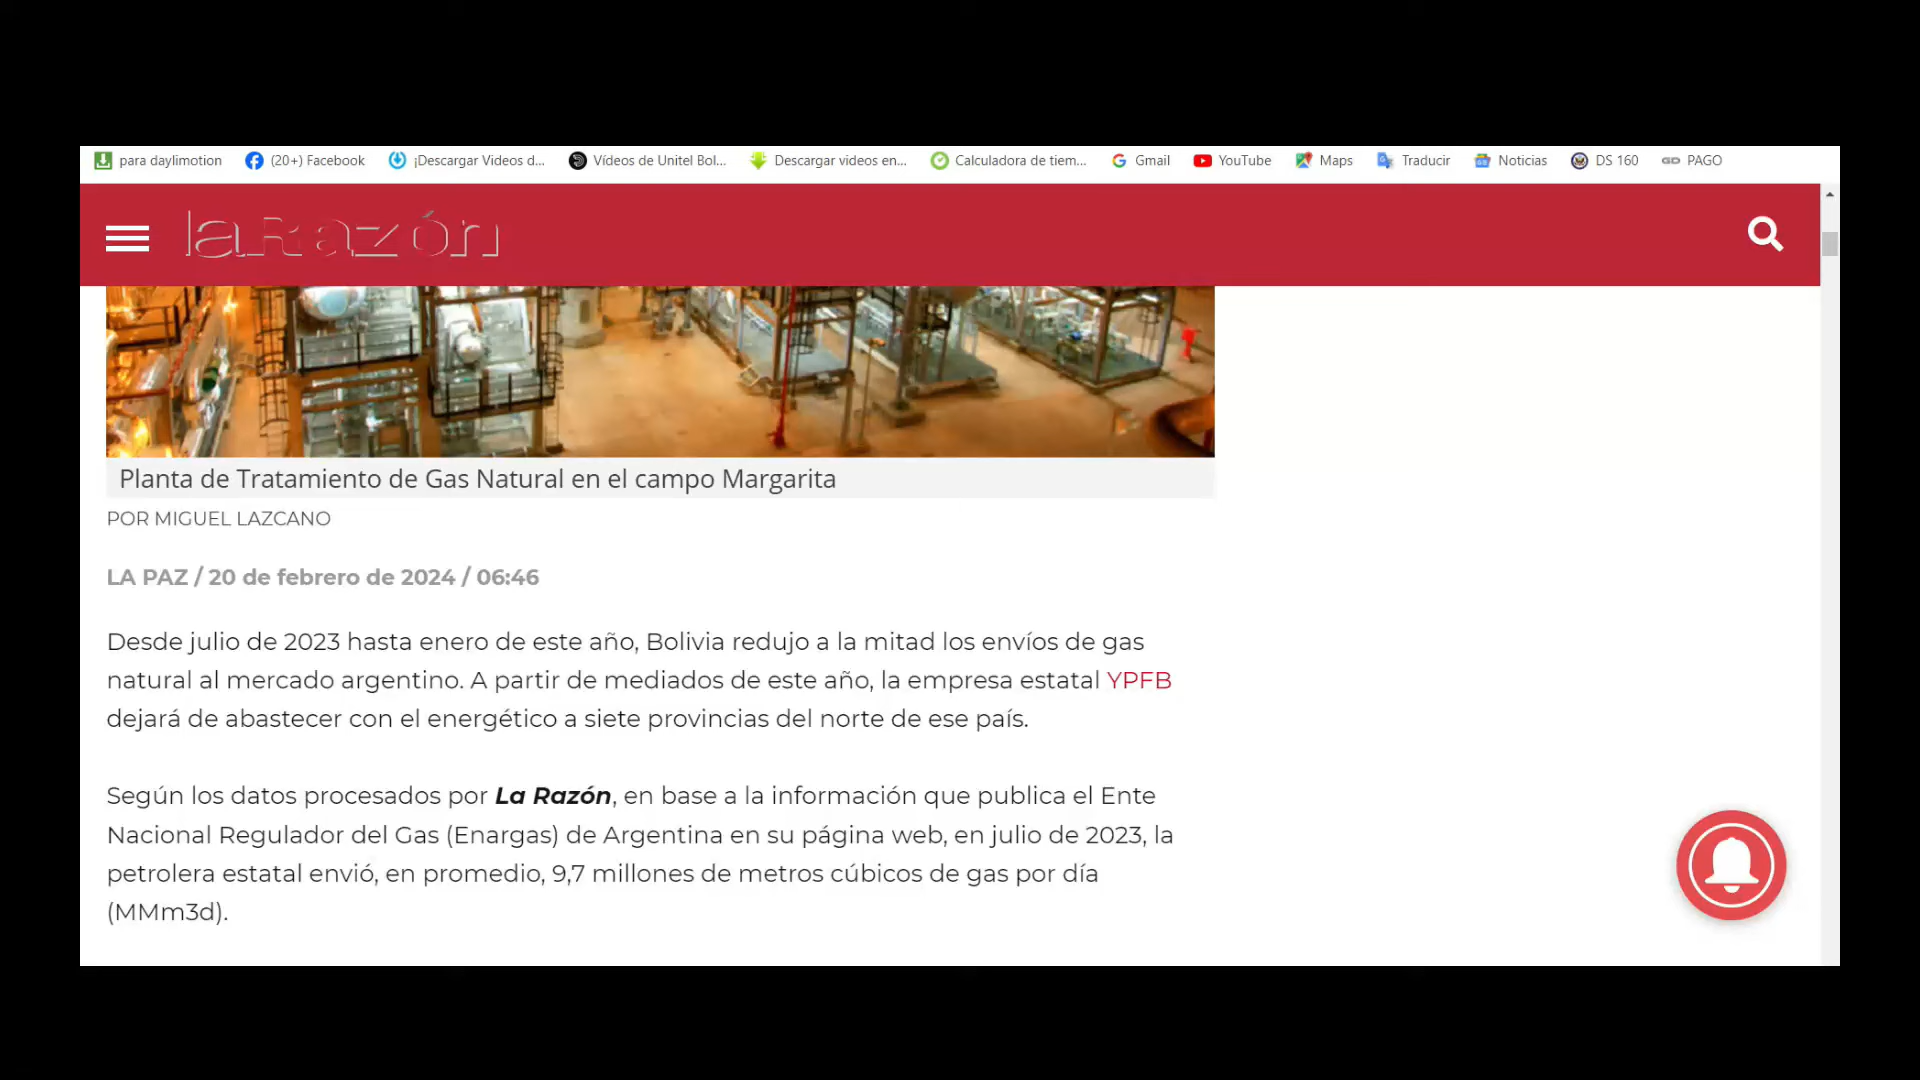 para daylimotion (20+) Facebook ¡Descargar Videos d... Vídeos de Unitel Bol... Descargar videos en... Calculadora de tiem... Gmail YouTube Maps Traducir Noticias DS 160 PAGO
laRazón
Planta de Tratamiento de Gas Natural en el campo Margarita
POR MIGUEL LAZCANO
LA PAZ / 20 de febrero de 2024 / 06:46
Desde julio de 2023 hasta enero de este año, Bolivia redujo a la mitad los envíos de gas
natural al mercado argentino. A partir de mediados de este año, la empresa estatal YPFB
dejará de abastecer con el energético a siete provincias del norte de ese país.
Según los datos procesados por La Razón, en base a la información que publica el Ente
Nacional Regulador del Gas (Enargas) de Argentina en su página web, en julio de 2023, la
petrolera estatal envió, en promedio, 9,7 millones de metros cúbicos de gas por día
(MMm3d).